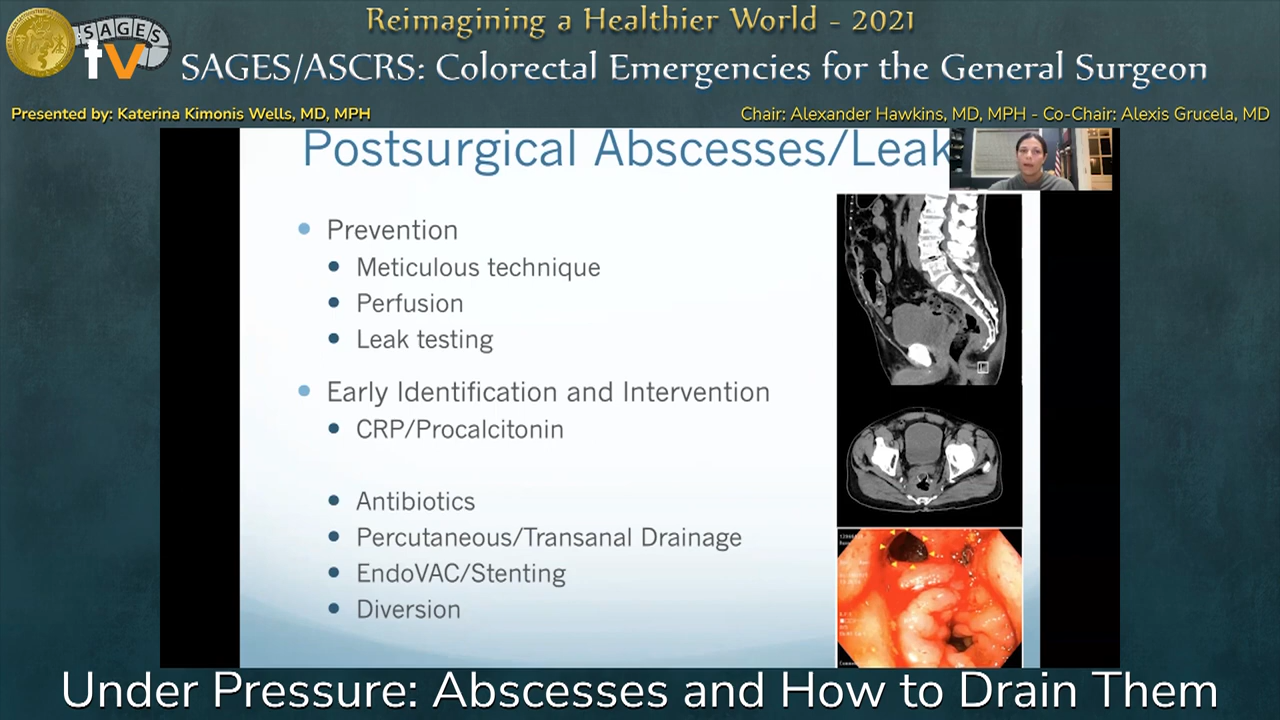 Reimagining a Healthier World - 2021
SAGES
tv
SAGES/ASCRS: Colorectal Emergencies for the General Surgeon
Presented by: Katerina Kimonis Wells, MD, MPH
Chair: Alexander Hawkins, MD, MPH - Co-Chair: Alexis Grucela, MD
Postsurgical Abscesses/Leak
Prevention
Meticulous technique
Perfusion
Leak testing
Early Identification and Intervention
CRP/Procalcitonin
Antibiotics
Percutaneous/Transanal Drainage
EndoVAC/Stenting
Diversion
Under Pressure: Abscesses and How to Drain Them